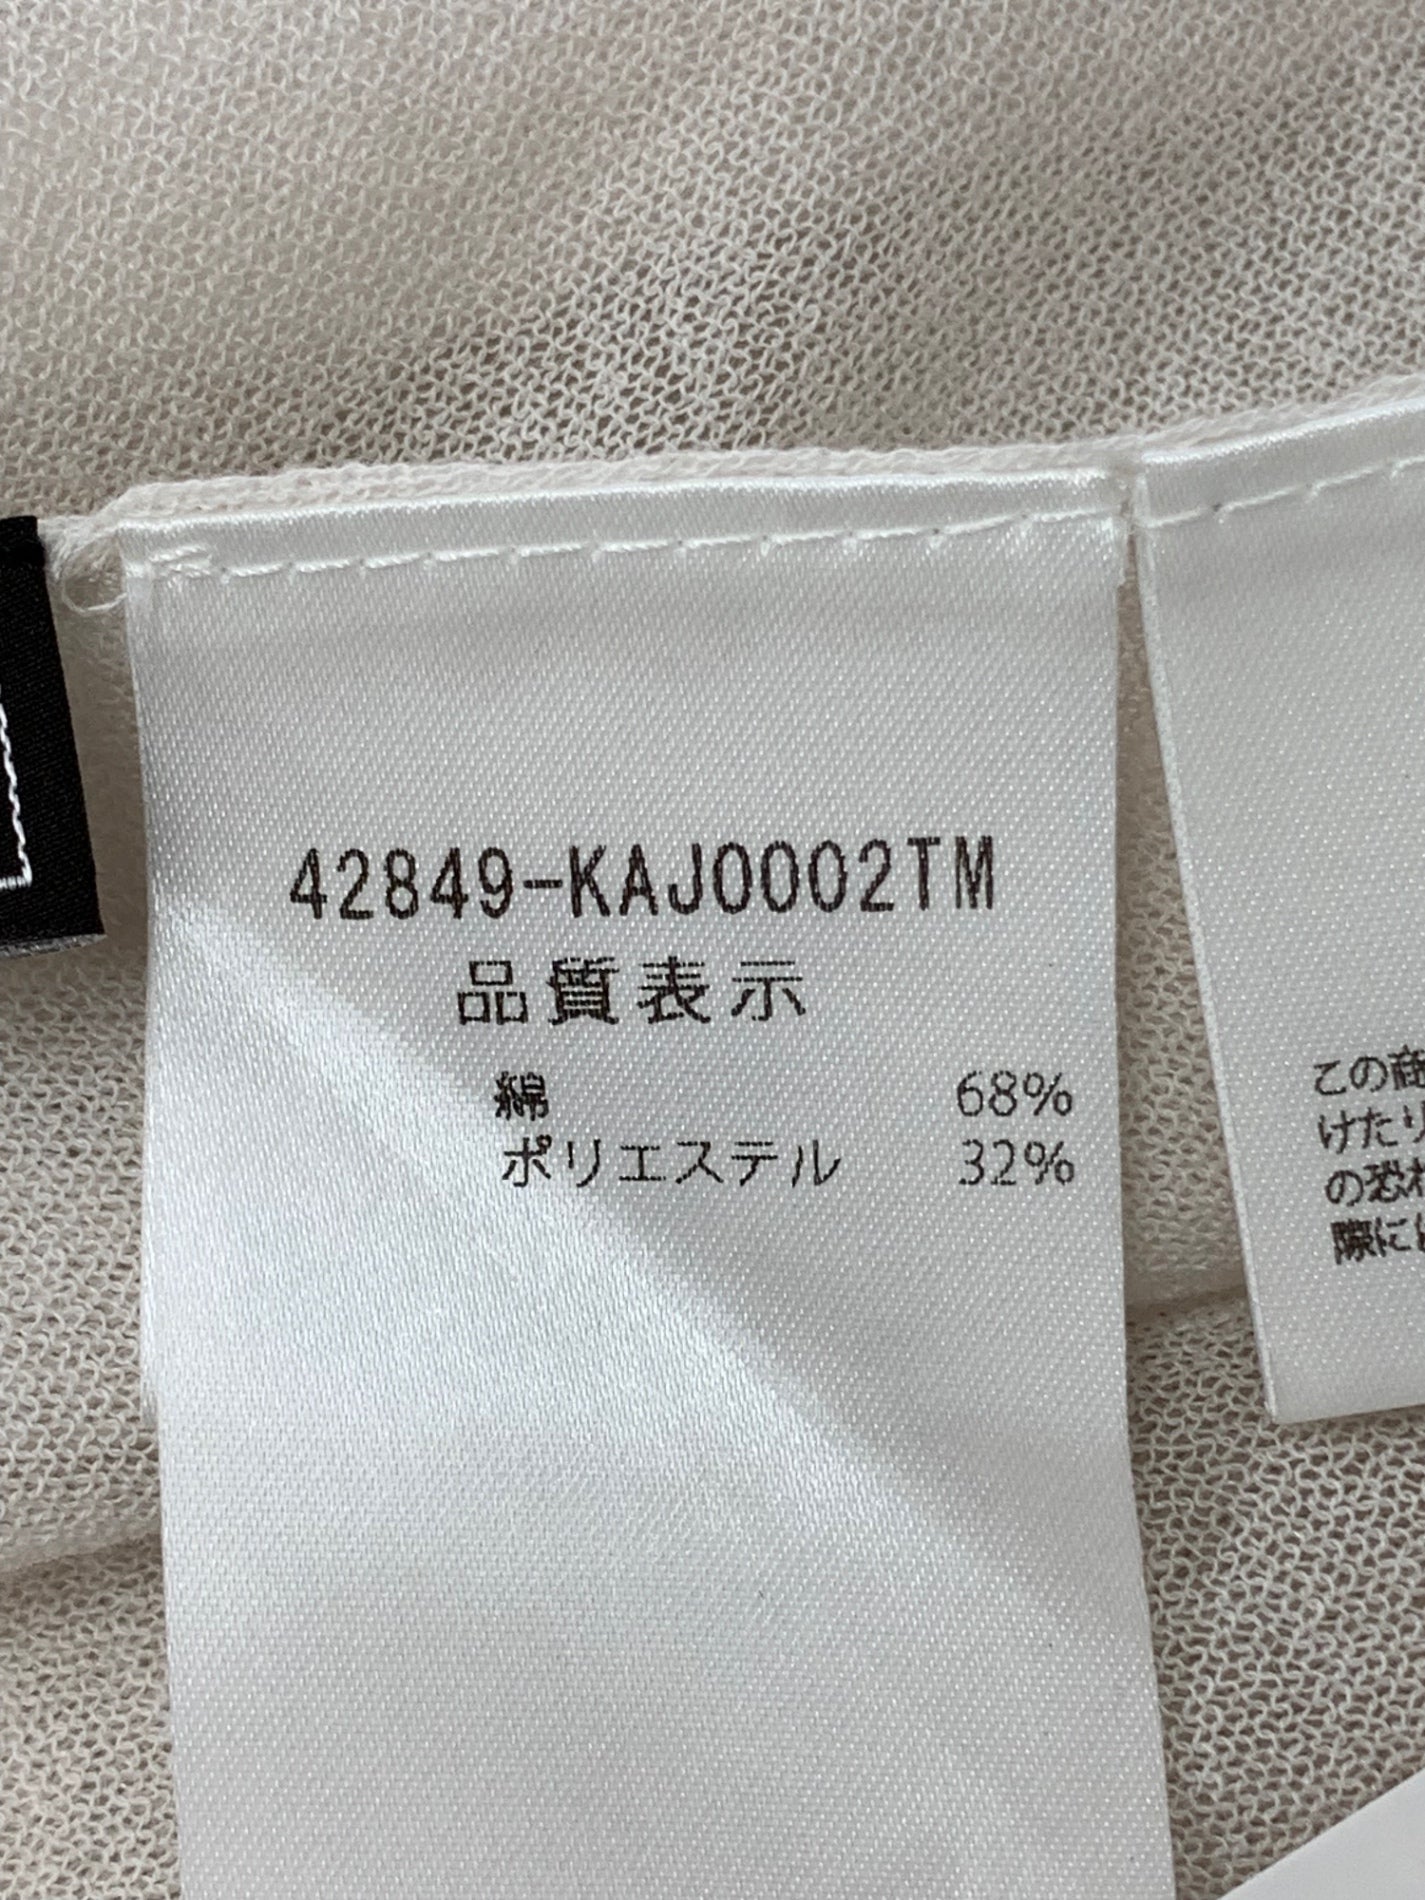 42849-KAJ0002TM
品質表示
綿 68%
ポリエステル 32%
この商
けたり
の恐れ
際には